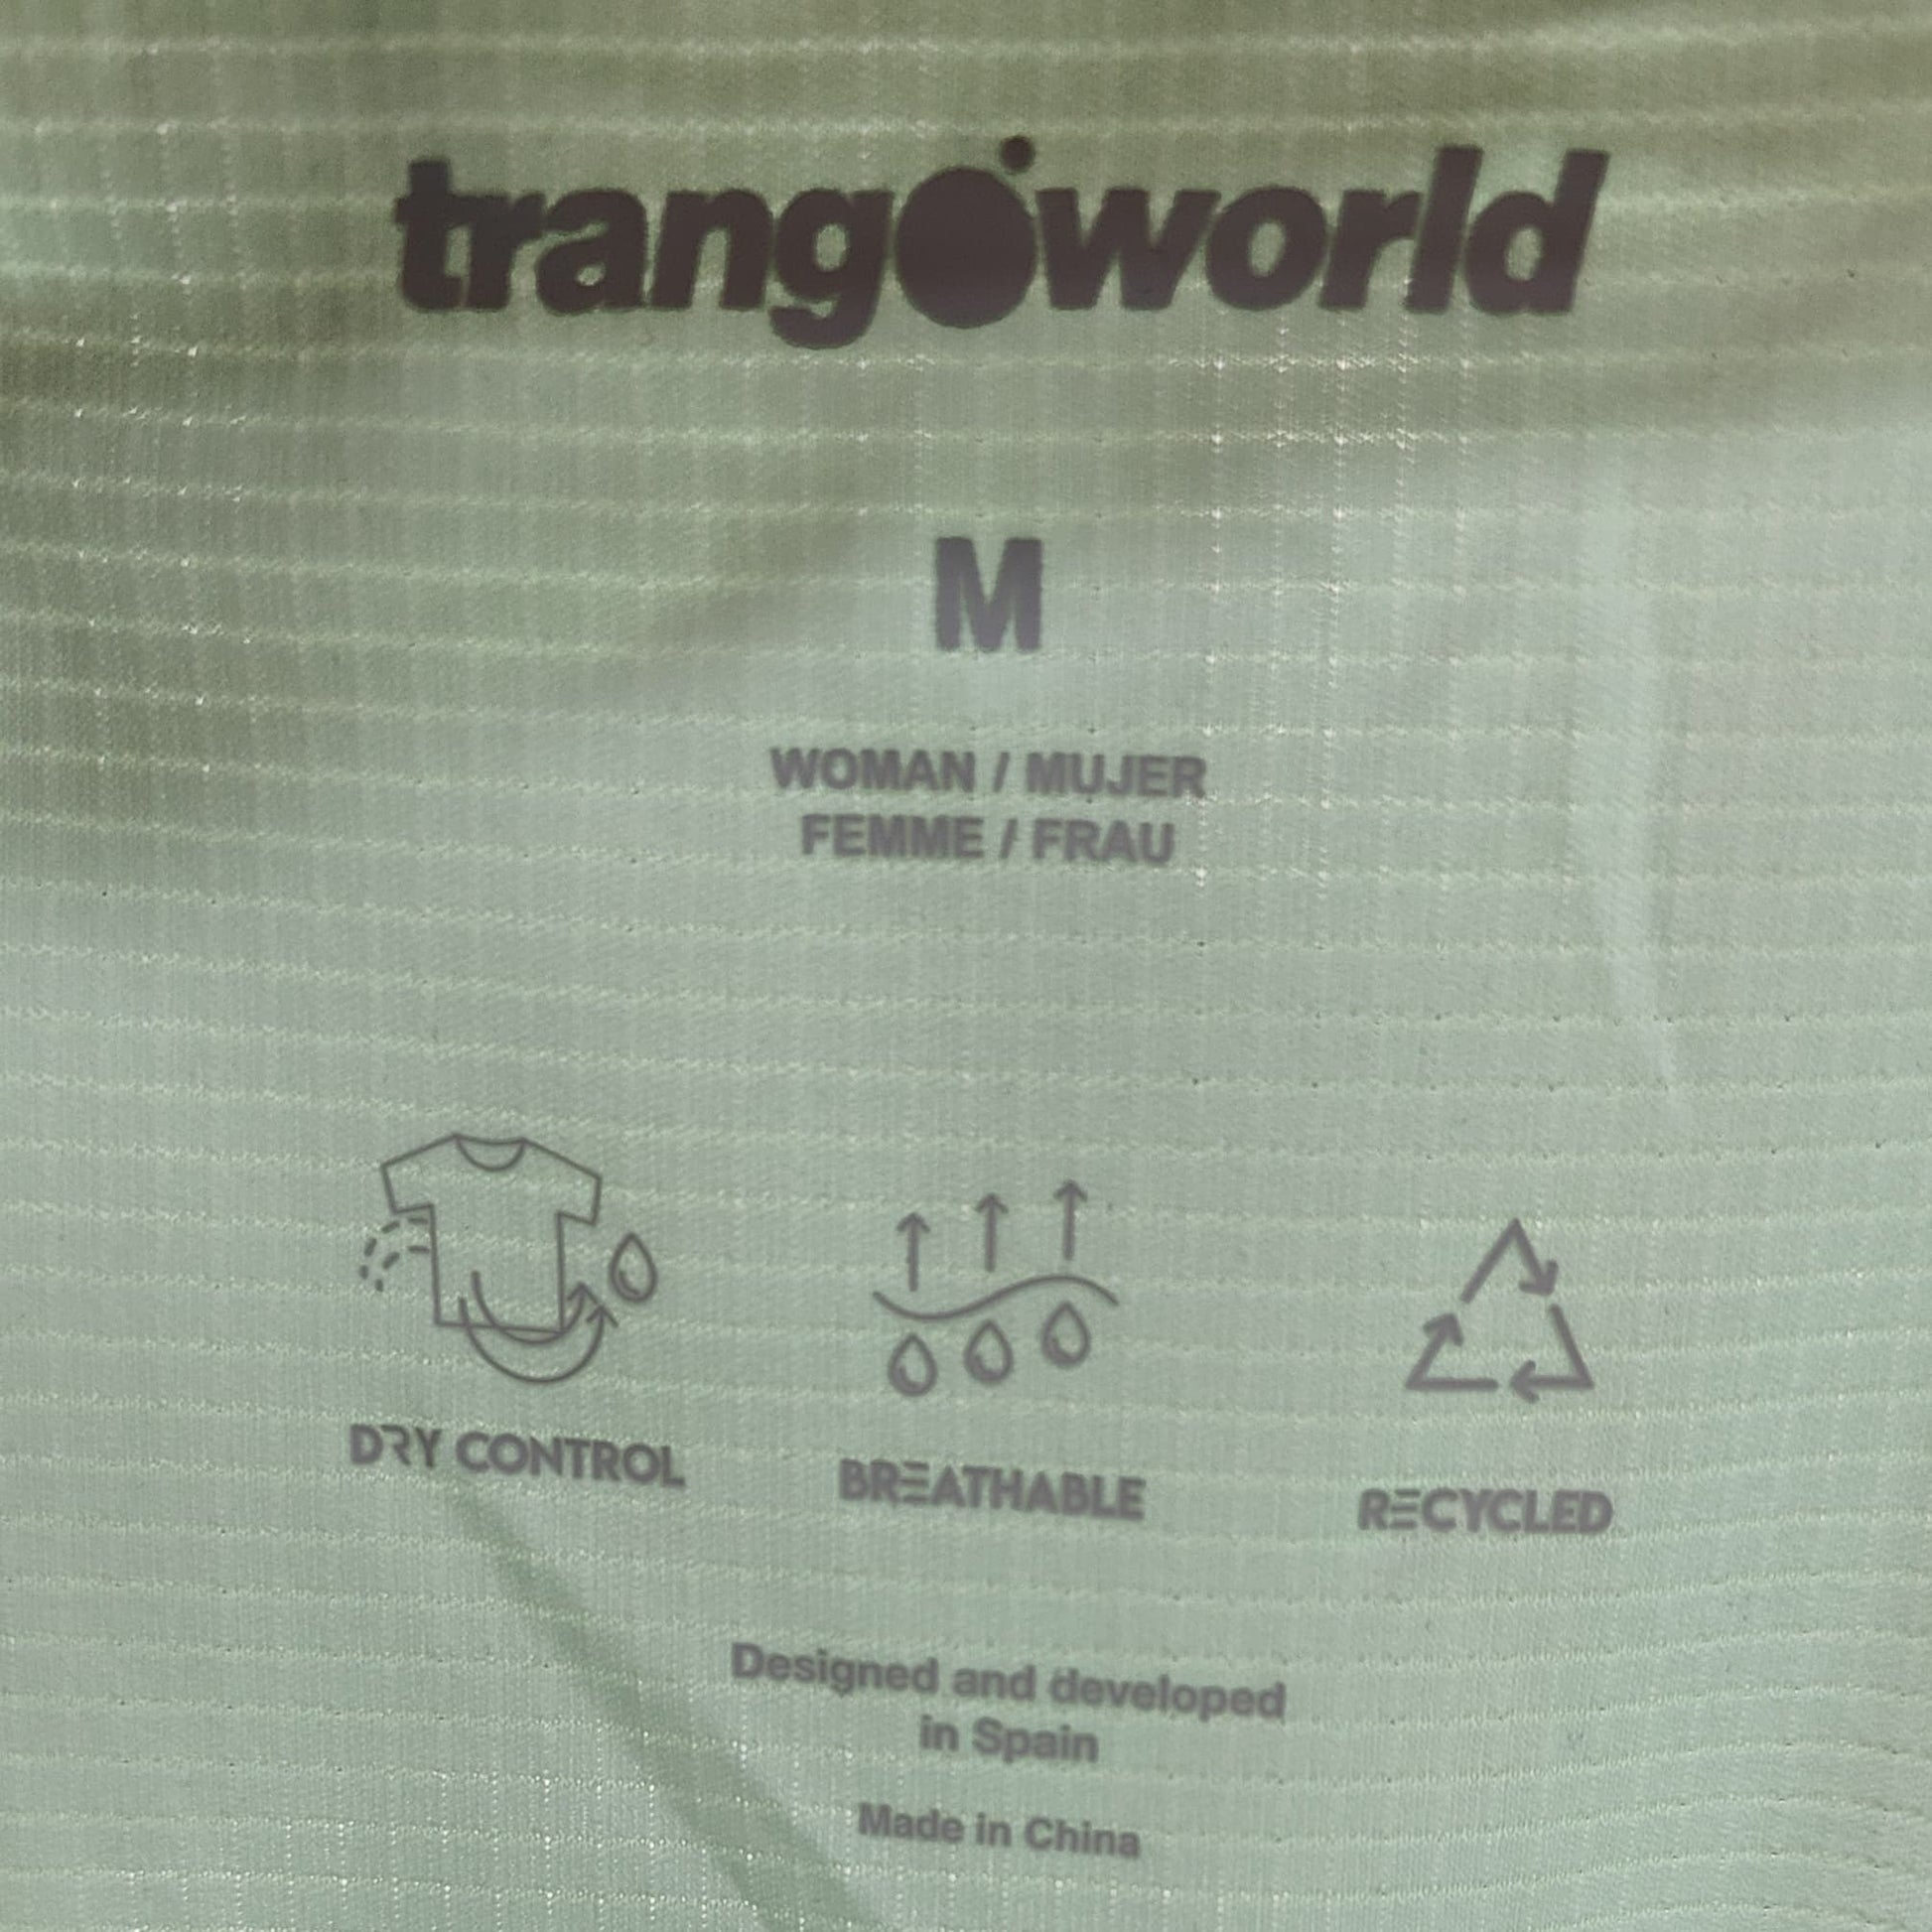 trangoworld
M
WOMAN / MUJER
FEMME / FRAU
DRY CONTROL
BREATHABLE
RECYCLED
Designed and developed
in Spain
Made in China